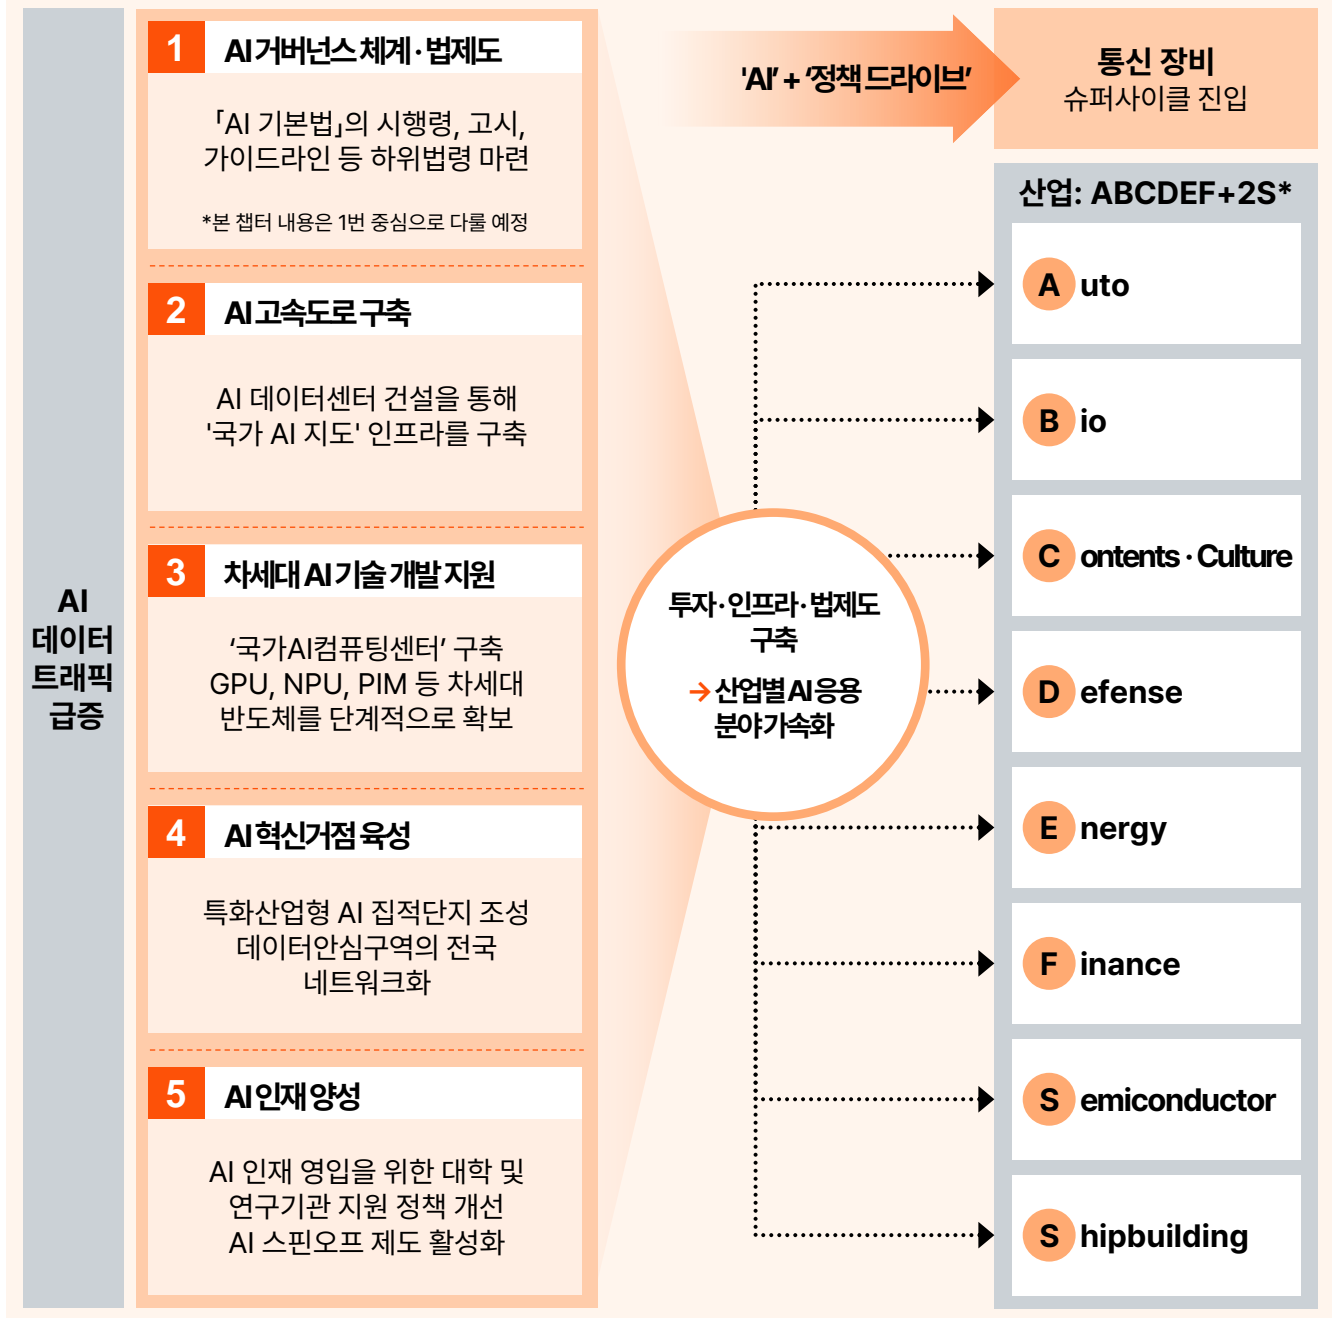 AI
데이터
트래픽
급증
1
AI 거버넌스 체계·법제도
「AI 기본법」의 시행령, 고시,
가이드라인 등 하위법령 마련
*본 챕터 내용은 1번 중심으로 다룰 예정
2
AI 고속도로 구축
AI 데이터센터 건설을 통해
'국가 AI 지도' 인프라를 구축
3
차세대 AI 기술 개발 지원
‘국가AI컴퓨팅센터’ 구축
GPU, NPU, PIM 등 차세대
반도체를 단계적으로 확보
4
AI 혁신거점 육성
특화산업형 AI 집적단지 조성
데이터안심구역의 전국
네트워크화
5
AI 인재 양성
AI 인재 영입을 위한 대학 및
연구기관 지원 정책 개선
AI 스핀오프 제도 활성화
'AI’ + ‘정책 드라이브’
투자·인프라·법제도
구축
→ 산업별 AI 응용
분야 가속화
통신 장비
슈퍼사이클 진입
산업: ABCDEF+2S*
Auto
Bio
Contents · Culture
Defense
Energy
Finance
Semiconductor
Shipbuilding